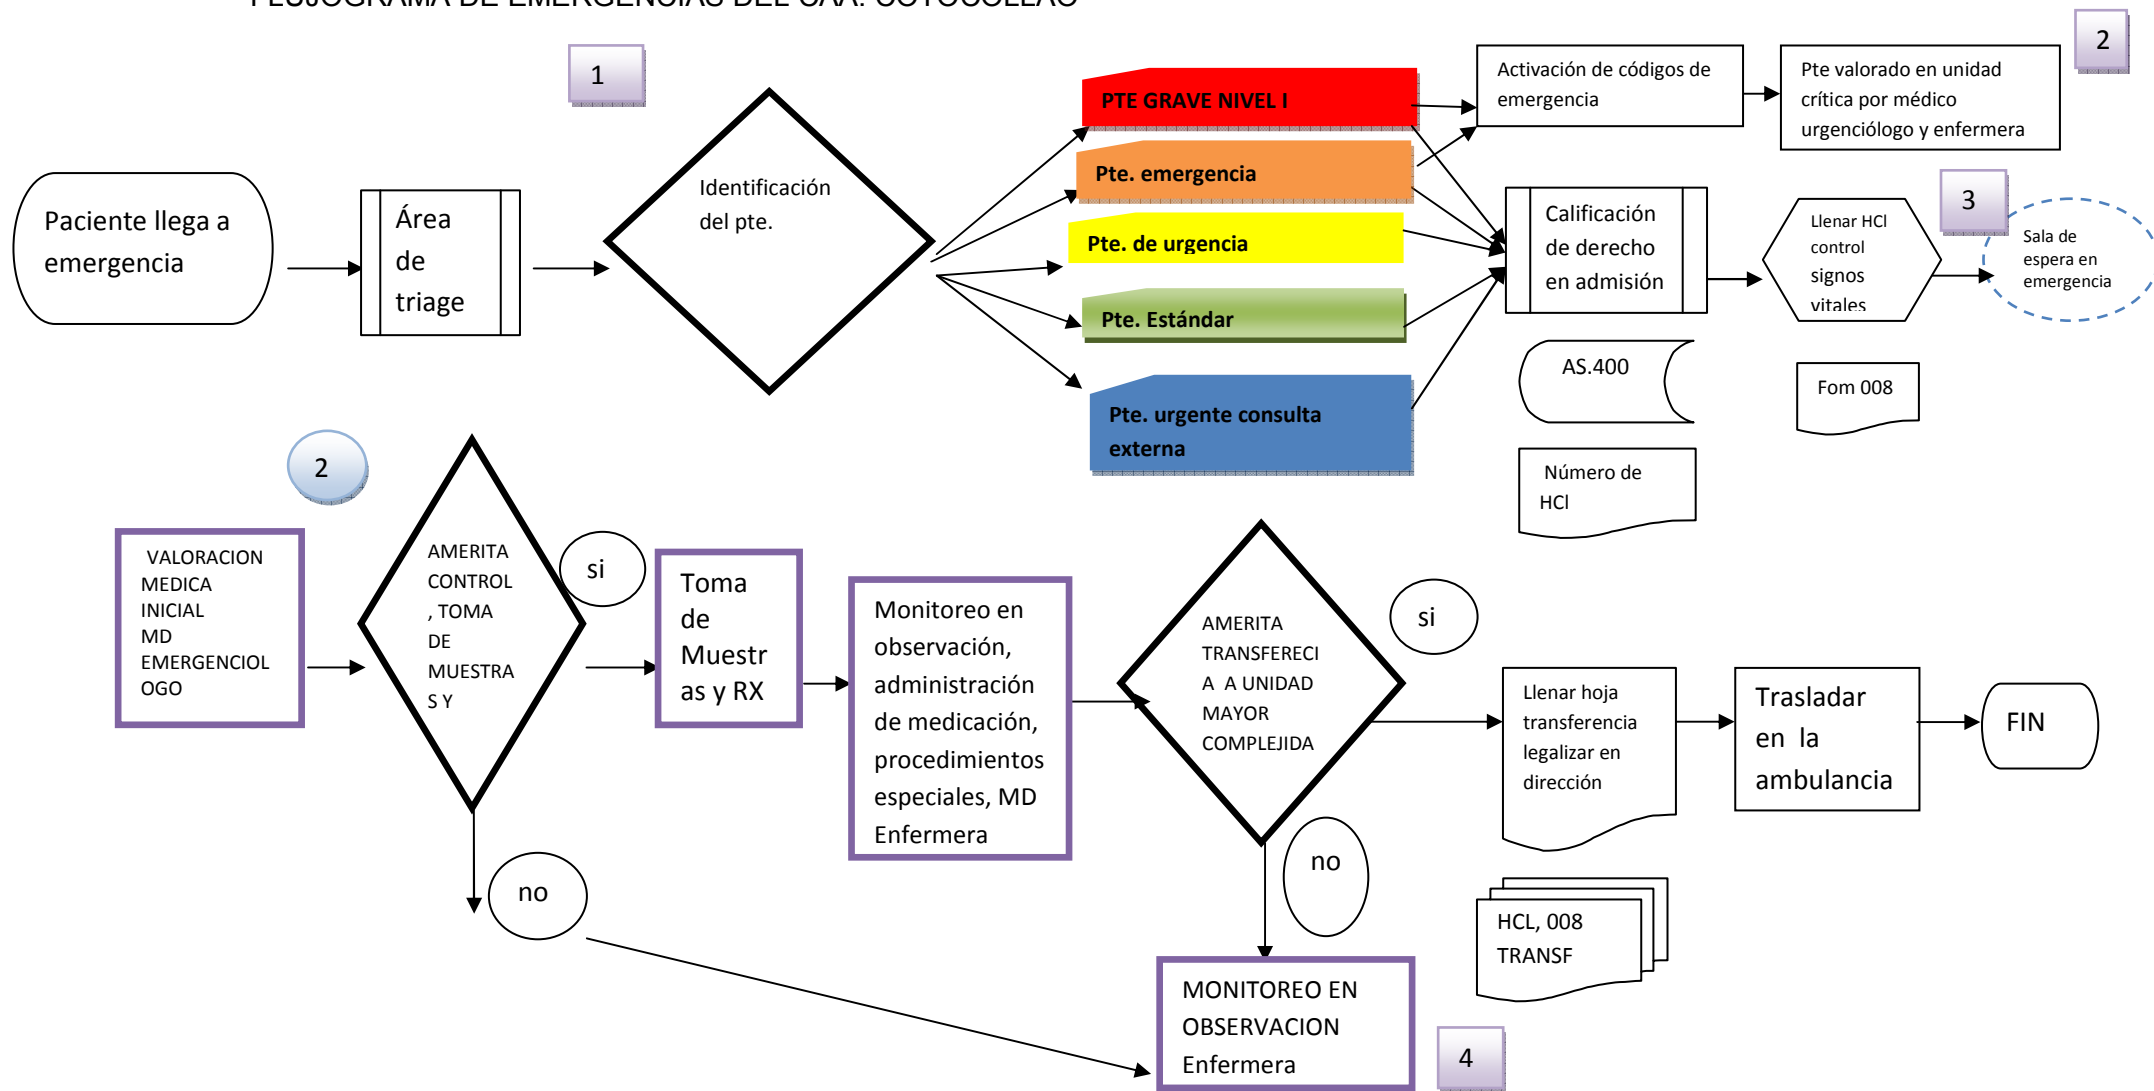 FLUJOGRAMA DE EMERGENCIAS DEL CAA. COTOCOLLAO
1
2
PTE GRAVE NIVEL I
Activación de códigos de
emergencia
Pte valorado en unidad
crítica por médico
urgenciólogo y enfermera
Paciente llega a
emergencia
Área
de
triage
Identificación
del pte.
Pte. emergencia
Pte. de urgencia
Pte. Estándar
Pte. urgente consulta
externa
Calificación
de derecho
en admisión
Llenar HCl
control
signos
vitales
3
Sala de
espera en
emergencia
AS.400
Fom 008
Número de
HCl
2
VALORACION
MEDICA
INICIAL
MD
EMERGENCIOL
OGO
AMERITA
CONTROL
, TOMA
DE
MUESTRA
S Y
si
Toma
de
Muestr
as y RX
Monitoreo en
observación,
administración
de medicación,
procedimientos
especiales, MD
Enfermera
AMERITA
TRANSFERECI
A A UNIDAD
MAYOR
COMPLEJIDA
si
Llenar hoja
transferencia
legalizar en
dirección
Trasladar
en la
ambulancia
FIN
no
no
HCL, 008
TRANSF
MONITOREO EN
OBSERVACION
Enfermera
4